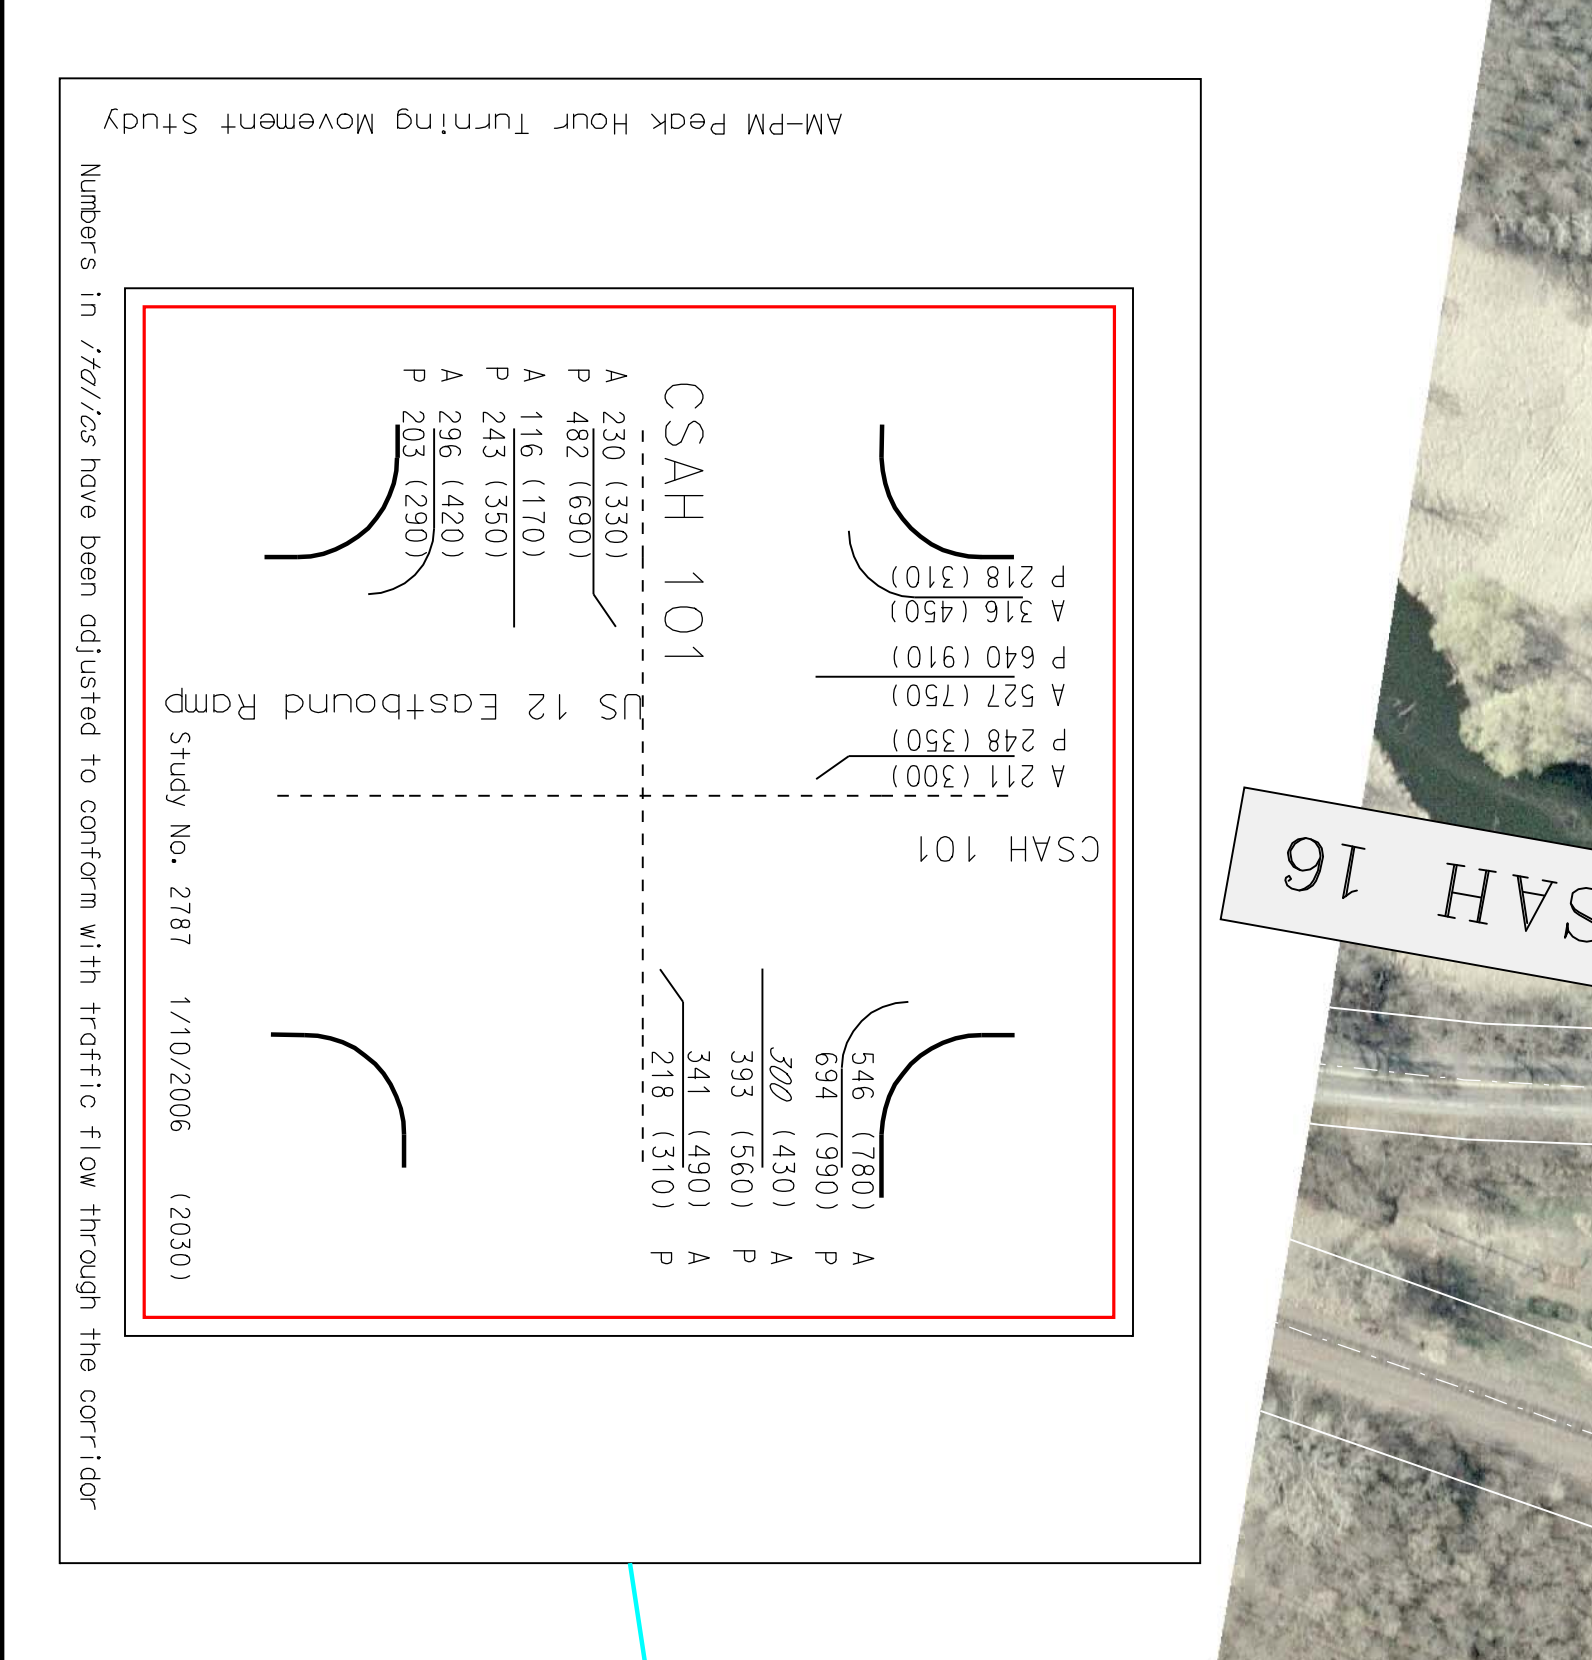 AM-PM Peak Hour Turning Movement Study
Numbers in italics have been adjusted to conform with traffic flow through the corridor
A 230 (330)
P 482 (690)
A 116 (170)
P 243 (350)
A 296 (420)
P 203 (290)
CSAH 101
P 218 (310)
A 316 (450)
P 640 (910)
A 527 (750)
P 248 (350)
A 211 (300)
US 12 Eastbound Ramp
CSAH 101
546 (780) A
694 (990) P
300 (430) A
393 (560) P
341 (490) A
218 (310) P
Study No. 2787 1/10/2006 (2030)
SAH 16